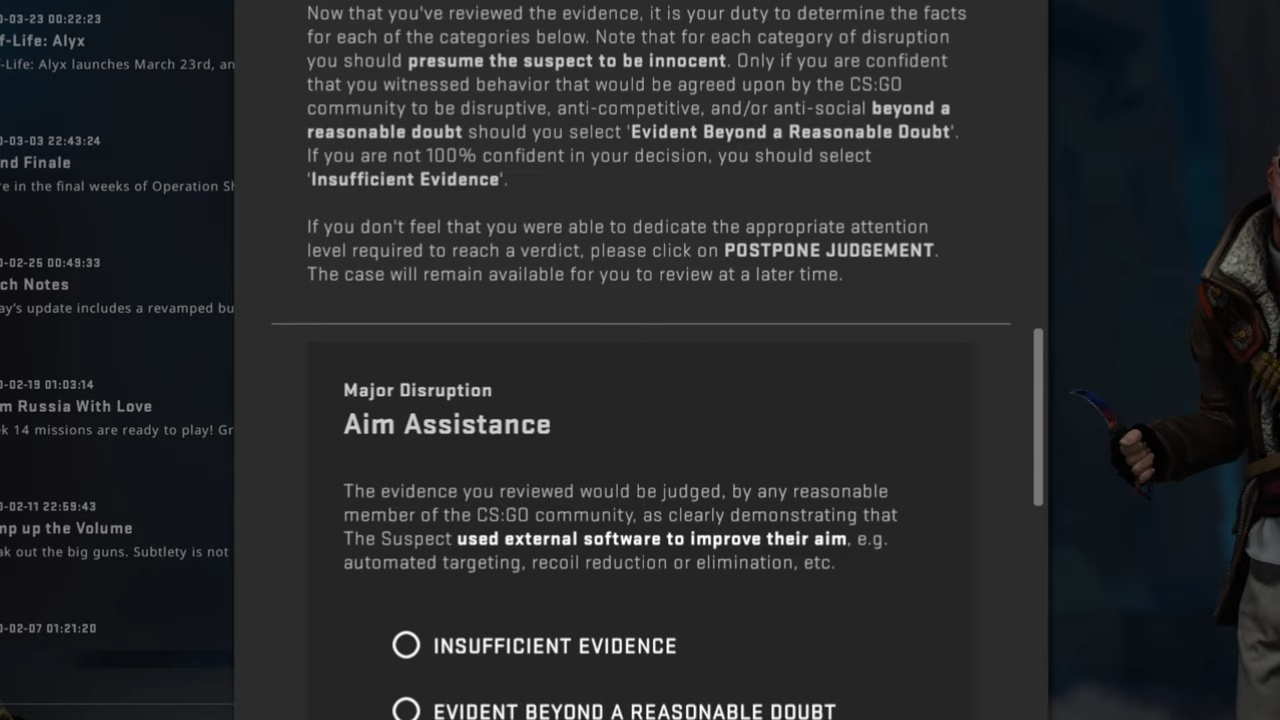 0-03-23 00:22:23
f-Life: Alyx
-Life: Alyx launches March 23rd, an
0-03-03 22:43:24
nd Finale
re in the final weeks of Operation Sh
0-02-25 00:49:33
ch Notes
ay's update includes a revamped bu
0-02-19 01:03:14
m Russia With Love
ek 14 missions are ready to play! Gr
0-02-11 22:59:43
mp up the Volume
ak out the big guns. Subtlety is not
0-02-07 01:21:20
Now that you've reviewed the evidence, it is your duty to determine the facts
for each of the categories below. Note that for each category of disruption
you should presume the suspect to be innocent. Only if you are confident
that you witnessed behavior that would be agreed upon by the CS:GO
community to be disruptive, anti-competitive, and/or anti-social beyond a
reasonable doubt should you select 'Evident Beyond a Reasonable Doubt'.
If you are not 100% confident in your decision, you should select
'Insufficient Evidence'.
If you don't feel that you were able to dedicate the appropriate attention
level required to reach a verdict, please click on POSTPONE JUDGEMENT.
The case will remain available for you to review at a later time.
Major Disruption
Aim Assistance
The evidence you reviewed would be judged, by any reasonable
member of the CS:GO community, as clearly demonstrating that
The Suspect used external software to improve their aim, e.g.
automated targeting, recoil reduction or elimination, etc.
INSUFFICIENT EVIDENCE
EVIDENT BEYOND A REASONABLE DOUBT